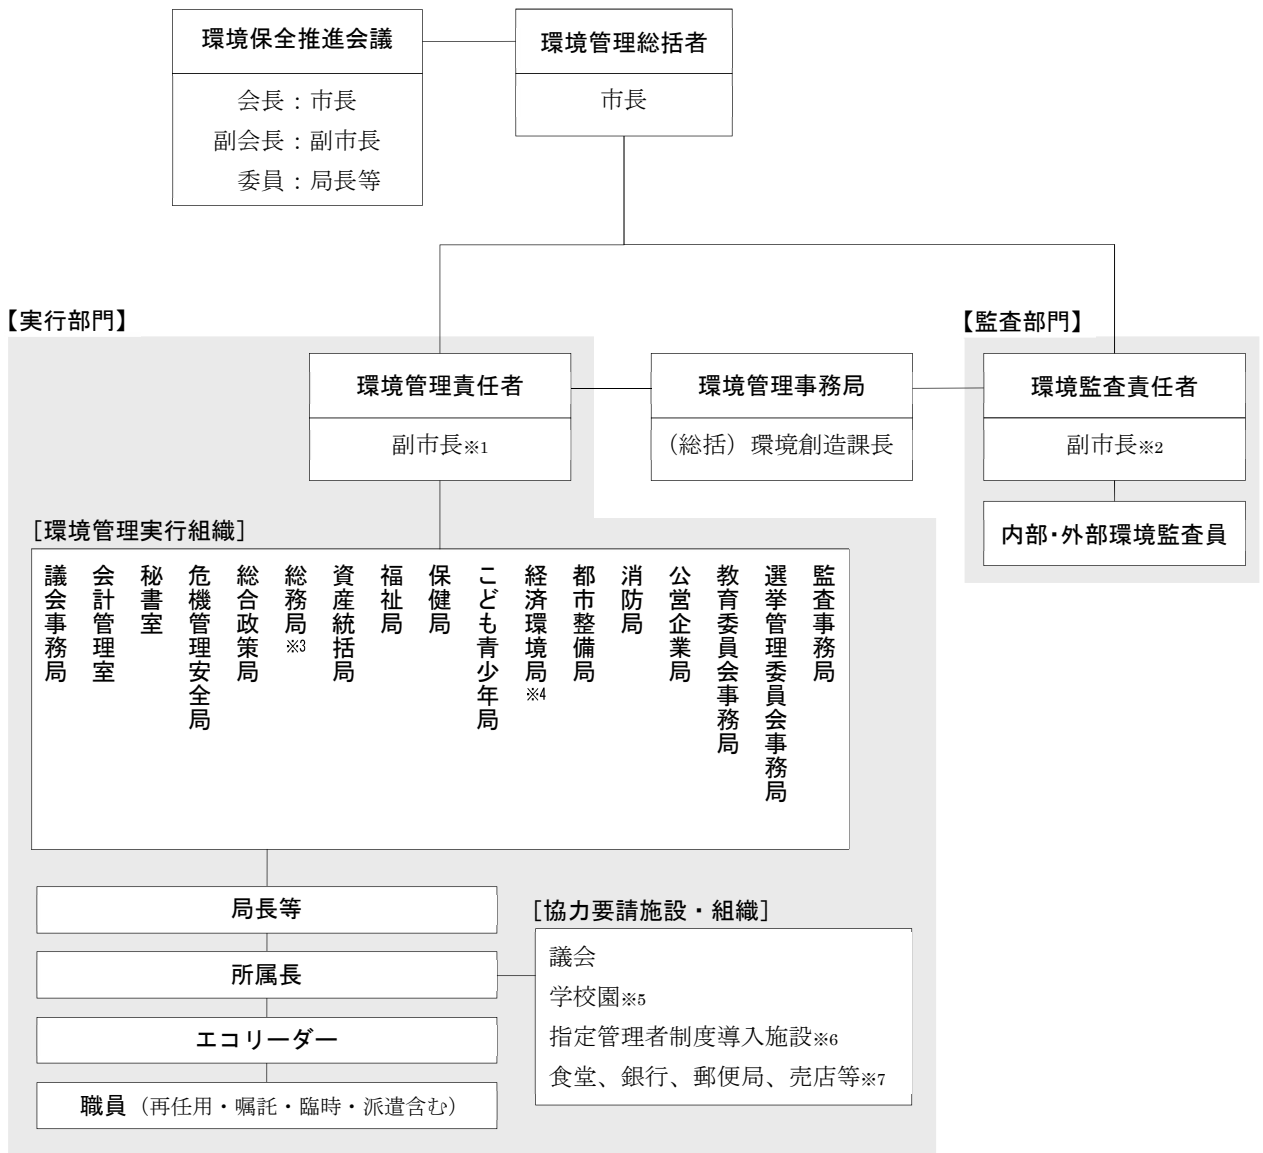 環境保全推進会議
会長：市長
副会長：副市長
委員：局長等
環境管理総括者
市長
【実行部門】
環境管理責任者
副市長※1
環境管理事務局
（総括）環境創造課長
【監査部門】
環境監査責任者
副市長※2
内部･外部環境監査員
［環境管理実行組織］
議会事務局
会計管理室
秘書室
危機管理安全局
総合政策局
総務局※3
資産統括局
福祉局
保健局
こども青少年局
経済環境局※4
都市整備局
消防局
公営企業局
教育委員会事務局
選挙管理委員会事務局
監査事務局
局長等
所属長
エコリーダー
職員（再任用・嘱託・臨時・派遣含む）
［協力要請施設・組織］
議会
学校園※5
指定管理者制度導入施設※6
食堂、銀行、郵便局、売店等※7